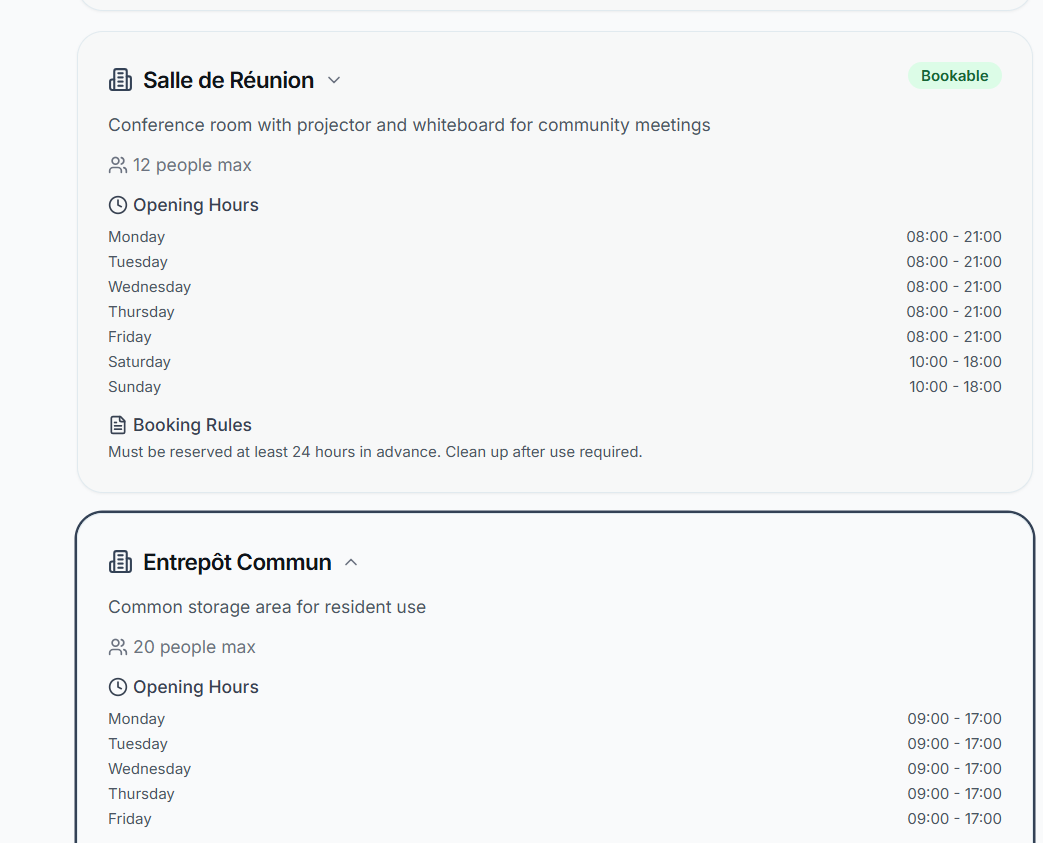 Salle de Réunion
Bookable
Conference room with projector and whiteboard for community meetings
12 people max
Opening Hours
Monday 08:00 - 21:00
Tuesday 08:00 - 21:00
Wednesday 08:00 - 21:00
Thursday 08:00 - 21:00
Friday 08:00 - 21:00
Saturday 10:00 - 18:00
Sunday 10:00 - 18:00
Booking Rules
Must be reserved at least 24 hours in advance. Clean up after use required.
Entrepôt Commun
Common storage area for resident use
20 people max
Opening Hours
Monday 09:00 - 17:00
Tuesday 09:00 - 17:00
Wednesday 09:00 - 17:00
Thursday 09:00 - 17:00
Friday 09:00 - 17:00